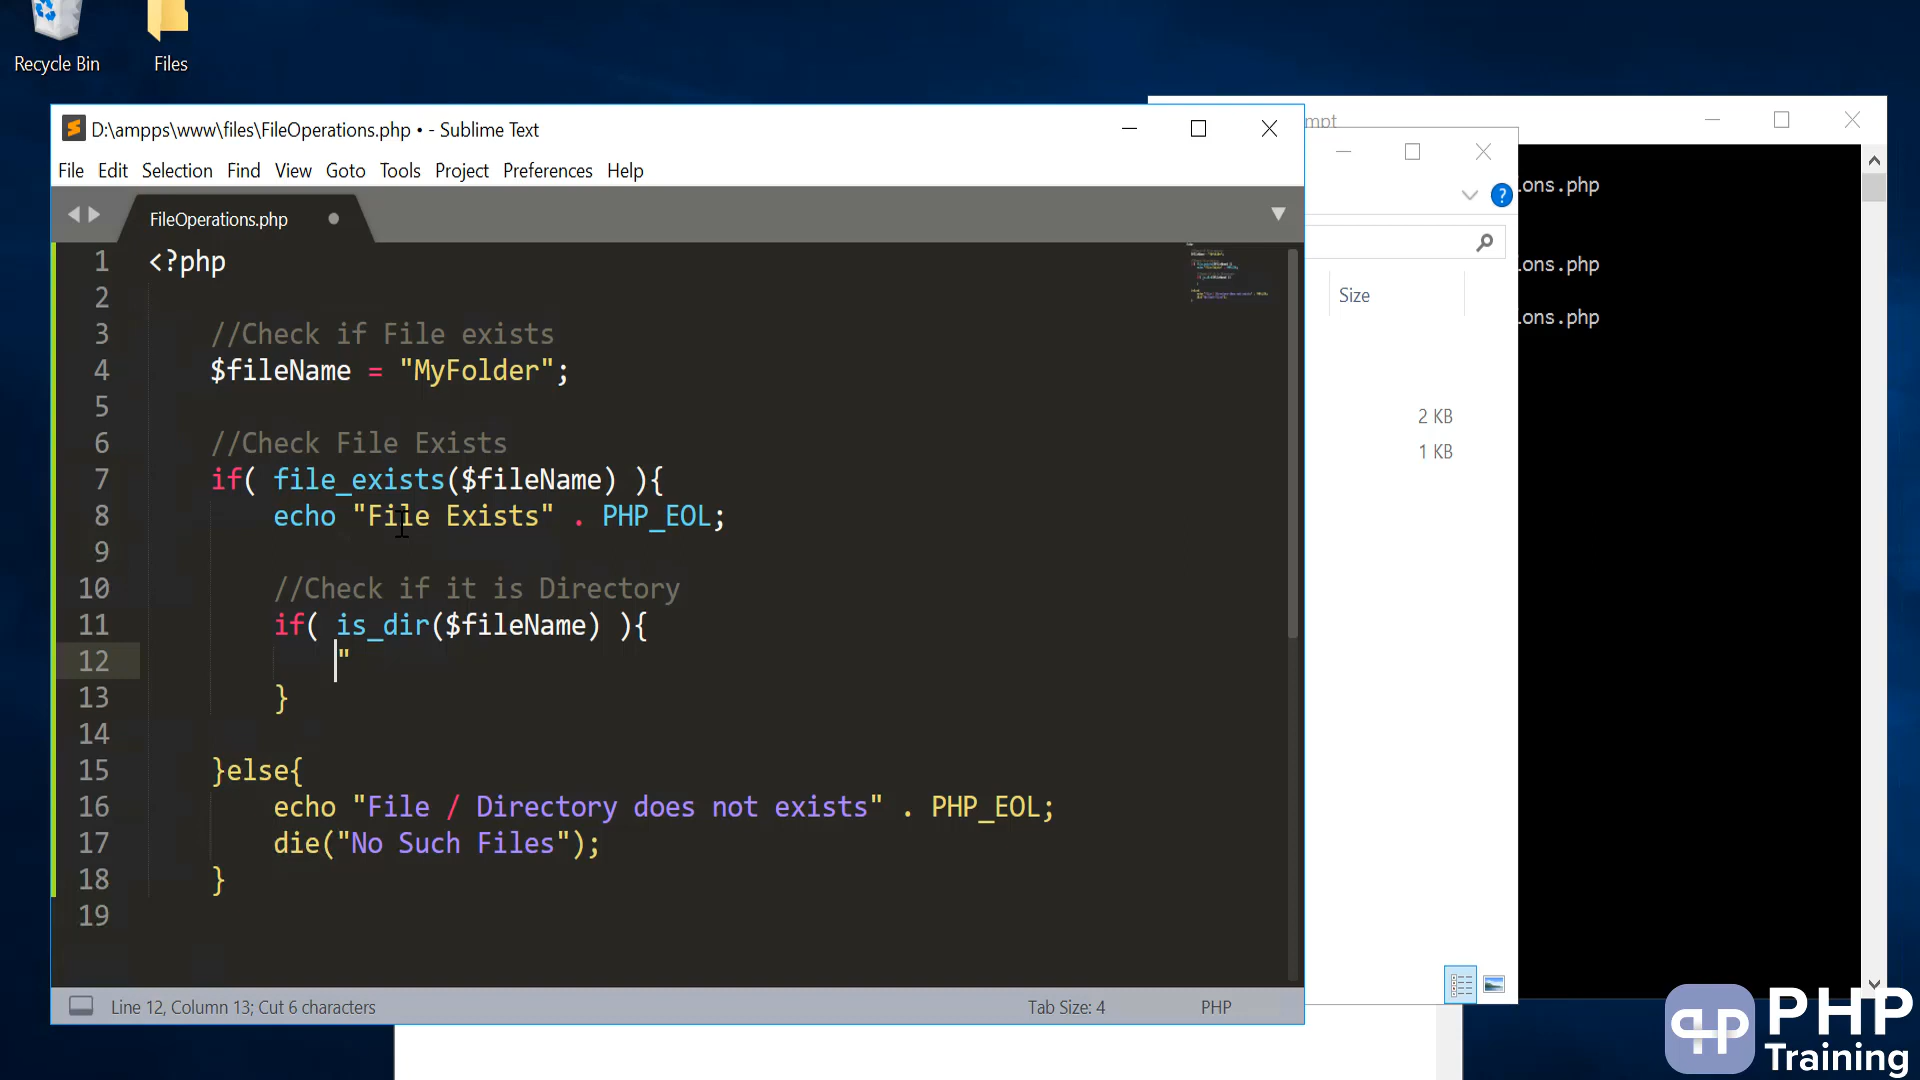 Recycle Bin
Files
D:\ampps\www\files\FileOperations.php • - Sublime Text
mpt
File Edit Selection Find View Goto Tools Project Preferences Help
FileOperations.php
1 <?php
2
3 //Check if File exists
4 $fileName = "MyFolder";
5
6 //Check File Exists
7 if( file_exists($fileName) ){
8 echo "File Exists" . PHP_EOL;
9
10 //Check if it is Directory
11 if( is_dir($fileName) ){
12 "
13 }
14
15 }else{
16 echo "File / Directory does not exists" . PHP_EOL;
17 die("No Such Files");
18 }
19
Line 12, Column 13; Cut 6 characters
Tab Size: 4
PHP
?
Size
2 KB
1 KB
ions.php
ions.php
ions.php
PHP
Training